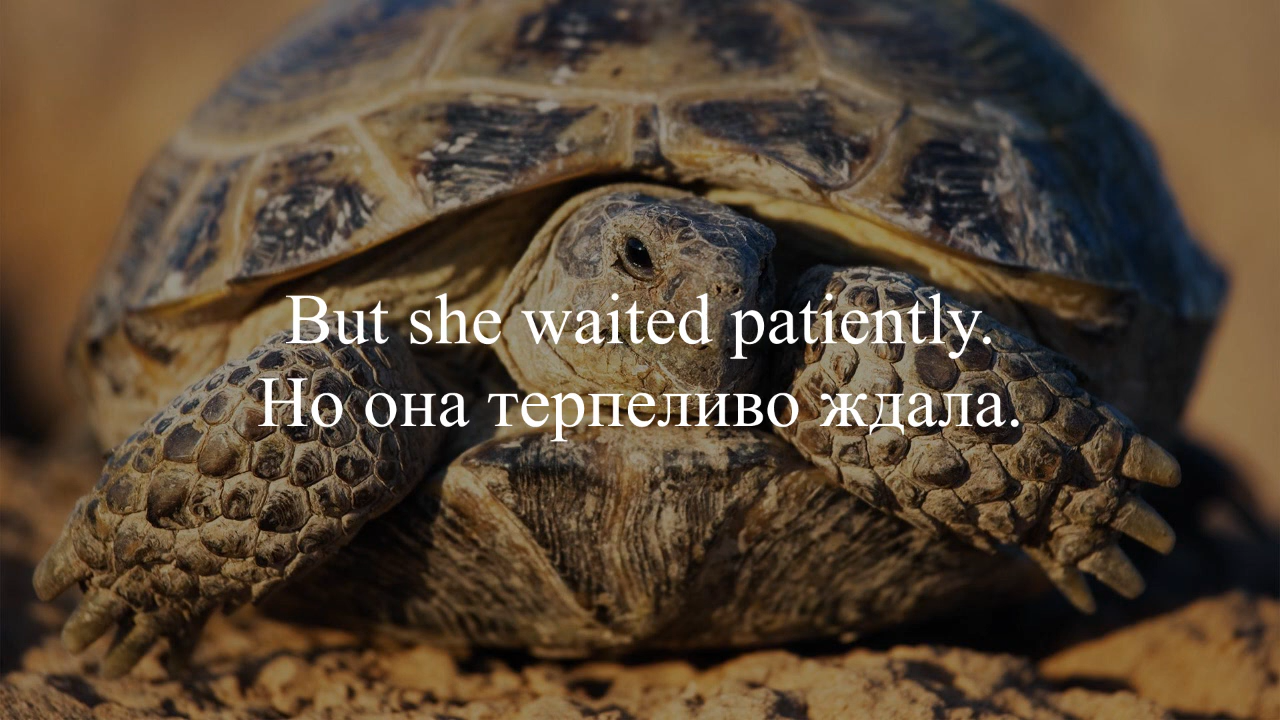 But she waited patiently.
Но она терпеливо ждала.